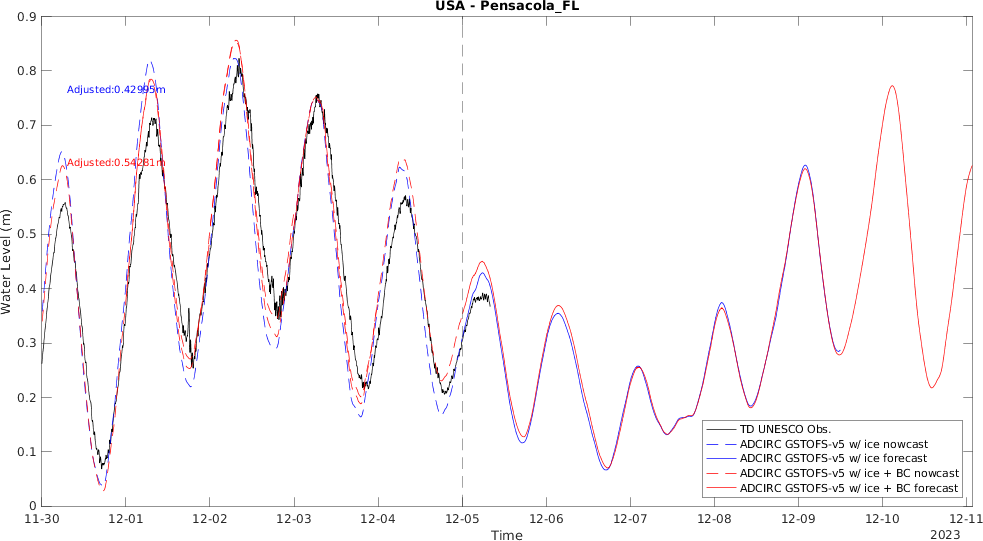 USA - Pensacola_FL
Water Level (m)
0.9
0.8
0.7
0.6
0.5
0.4
0.3
0.2
0.1
0
Adjusted:0.42995m
Adjusted:0.54281m
TD UNESCO Obs.
ADCIRC GSTOFS-v5 w/ice nowcast
ADCIRC GSTOFS-v5 w/ice forecast
ADCIRC GSTOFS-v5 w/ice + BC nowcast
ADCIRC GSTOFS-v5 w/ice + BC forecast
11-30 12-01 12-02 12-03 12-04 12-05 12-06 12-07 12-08 12-09 12-10 12-11
Time
2023